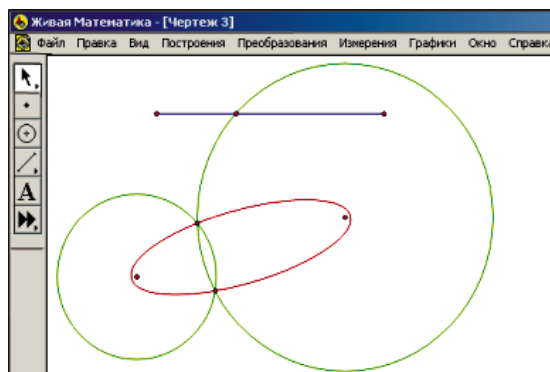 Живая Математика - [Чертеж 3]
Файл Правка Вид Построения Преобразования Измерения Графики Окно Справка
A